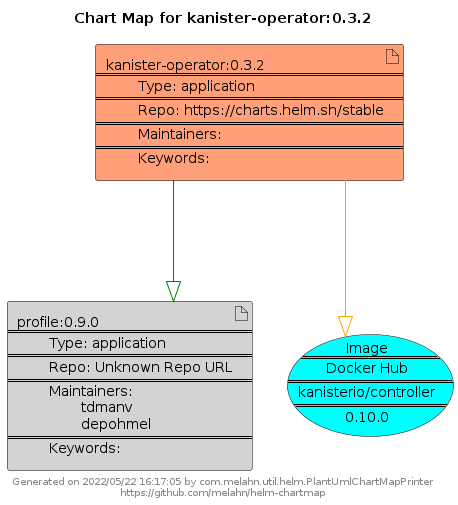 Chart Map for kanister-operator:0.3.2
kanister-operator:0.3.2
Type: application
Repo: https://charts.helm.sh/stable
Maintainers:
Keywords:
profile:0.9.0
Type: application
Repo: Unknown Repo URL
Maintainers:
tdmanv
depohmel
Keywords:
Image
Docker Hub
kanisterio/controller
0.10.0
Generated on 2022/05/22 16:17:05 by com.melahn.util.helm.PlantUmlChartMapPrinter
https://github.com/melahn/helm-chartmap